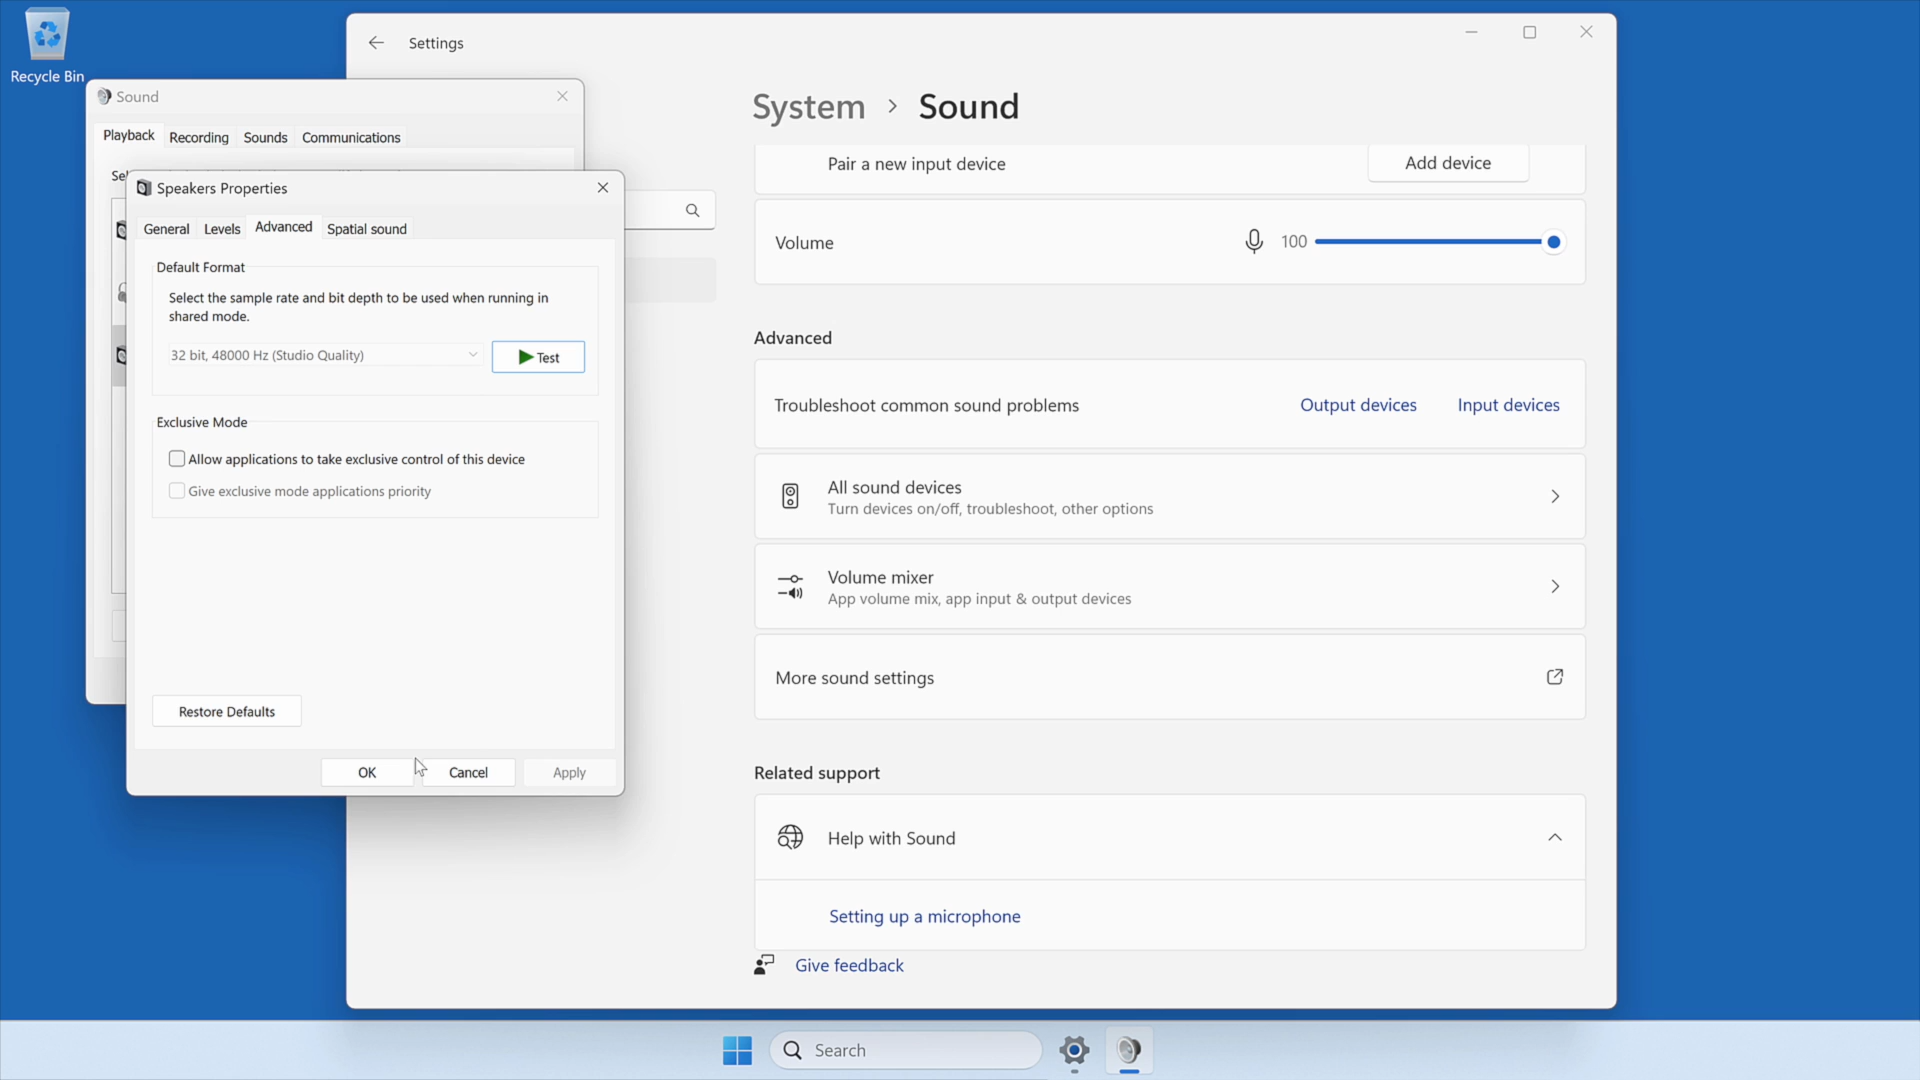 Recycle Bin
Settings
Sound
Playback
Recording
Sounds
Communications
Speakers Properties
General
Levels
Advanced
Spatial sound
Default Format
Select the sample rate and bit depth to be used when running in
shared mode.
32 bit, 48000 Hz (Studio Quality)
Test
Exclusive Mode
Allow applications to take exclusive control of this device
Give exclusive mode applications priority
Restore Defaults
OK
Cancel
Apply
System > Sound
Pair a new input device
Add device
Volume
100
Advanced
Troubleshoot common sound problems
Output devices
Input devices
All sound devices
Turn devices on/off, troubleshoot, other options
Volume mixer
App volume mix, app input & output devices
More sound settings
Related support
Help with Sound
Setting up a microphone
Give feedback
Search